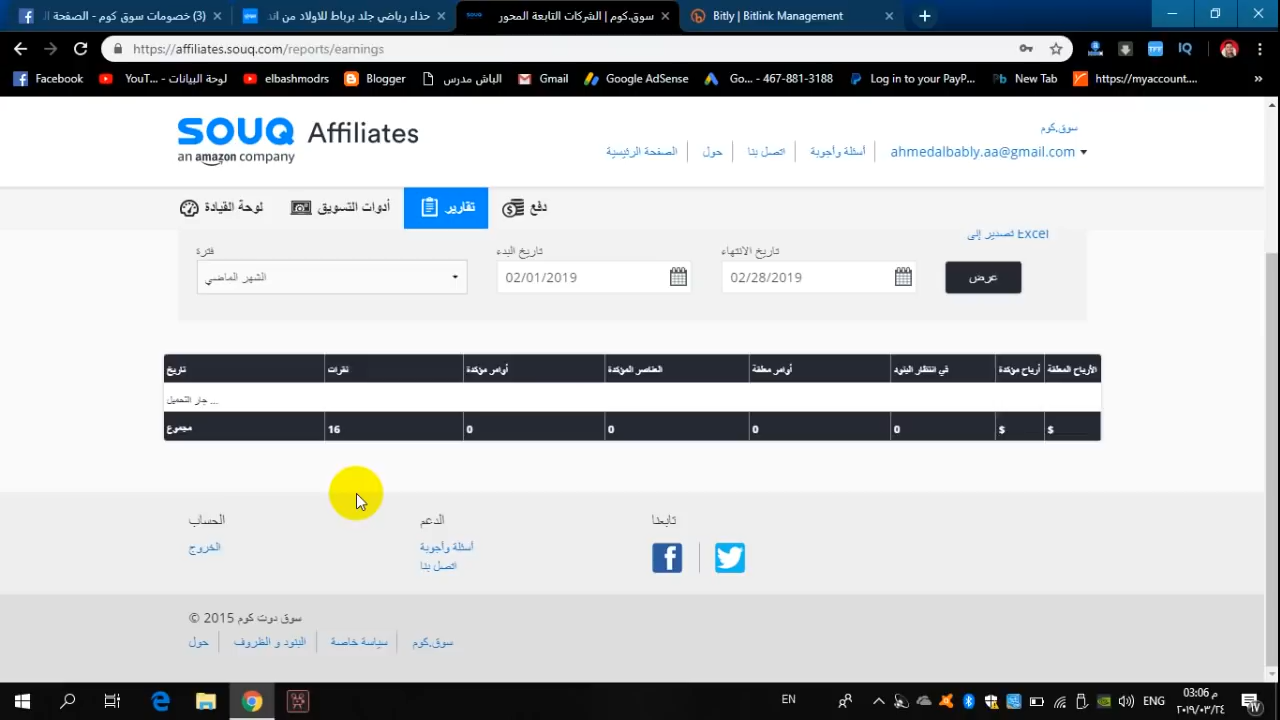 (3) خصومات سوق كوم - الصفحة الـ
حذاء رياضي جلد برباط للاولاد من اند
سوق.كوم | الشركات التابعة المحور
Bitly | Bitlink Management
https://affiliates.souq.com/reports/earnings
Facebook
YouT...
لوحة البيانات -
elbashmodrs
Blogger
الباش مدرس
Gmail
Google AdSense
Go... - 467-881-3188
Log in to your PayP...
New Tab
https://myaccount....
souq Affiliates
an amazon company
سوق.كوم
الصفحة الرئيسية
حول
اتصل بنا
أسئلة وأجوبة
ahmedalbably.aa@gmail.com
لوحة القيادة
أدوات التسويق
تقارير
دفع
تصدير إلى Excel
فترة
تاريخ البدء
تاريخ الانتهاء
الشهر الماضي
02/01/2019
02/28/2019
عرض
تاريخ
نقرات
أوامر مؤكدة
العناصر المؤكدة
أوامر معلقة
في انتظار البنود
أرباح مؤكدة
الأرباح المعلقة
جار التحميل ...
مجموع
16
0
0
0
0
$
$
الحساب
الدعم
تابعنا
الخروج
أسئلة وأجوبة
اتصل بنا
سوق دوت كوم 2015 ©
حول
البنود و الظروف
سياسة خاصة
سوق.كوم
EN
ENG
03:06 م
٢٠١٩/٠٣/٢٤